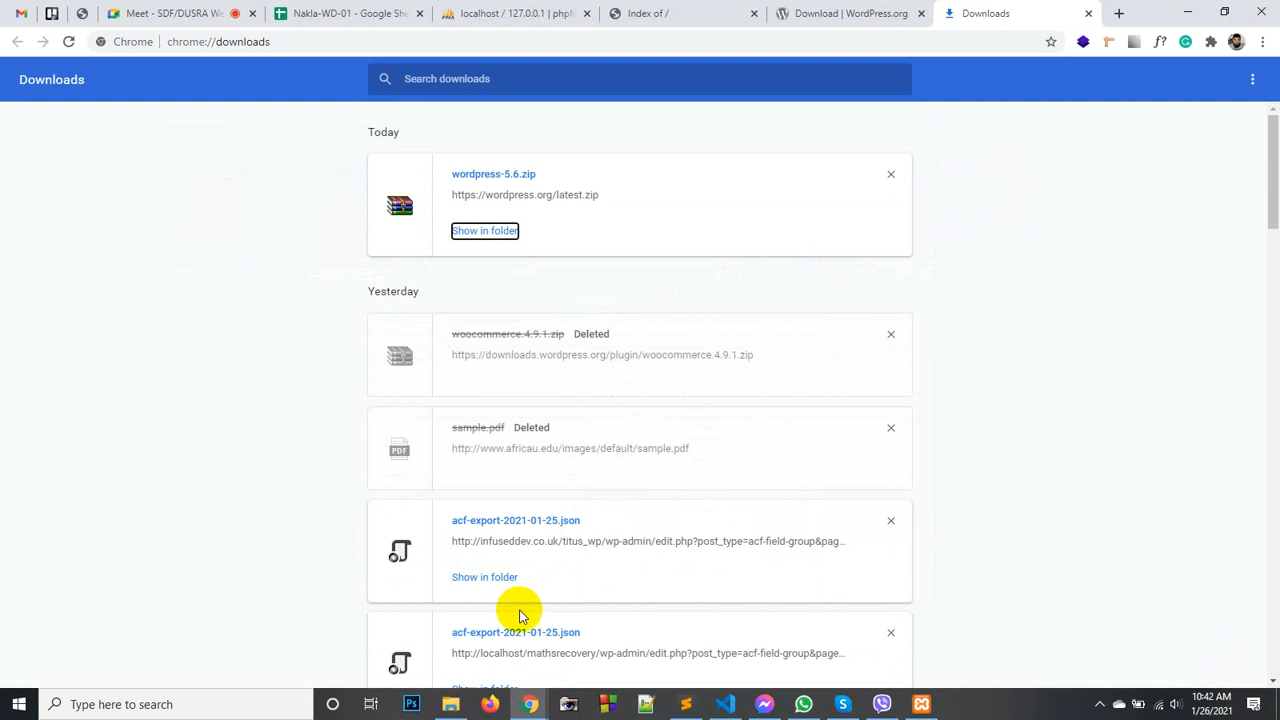 Meet - SDF/DUSRA We
Nakla-WD-01 - Google She
localhost / 127.0.0.1 | php
Index of /
Download | WordPress.org
Downloads
Chrome | chrome://downloads
f?
Downloads
Search downloads
Today
wordpress-5.6.zip
https://wordpress.org/latest.zip
Show in folder
Yesterday
woocommerce.4.9.1.zip Deleted
https://downloads.wordpress.org/plugin/woocommerce.4.9.1.zip
sample.pdf Deleted
PDF
http://www.africau.edu/images/default/sample.pdf
acf-export-2021-01-25.json
http://infuseddev.co.uk/titus_wp/wp-admin/edit.php?post_type=acf-field-group&pag...
Show in folder
acf-export-2021-01-25.json
http://localhost/mathsrecovery/wp-admin/edit.php?post_type=acf-field-group&page...
Show in folder
Type here to search
Ps
10:42 AM
1/26/2021